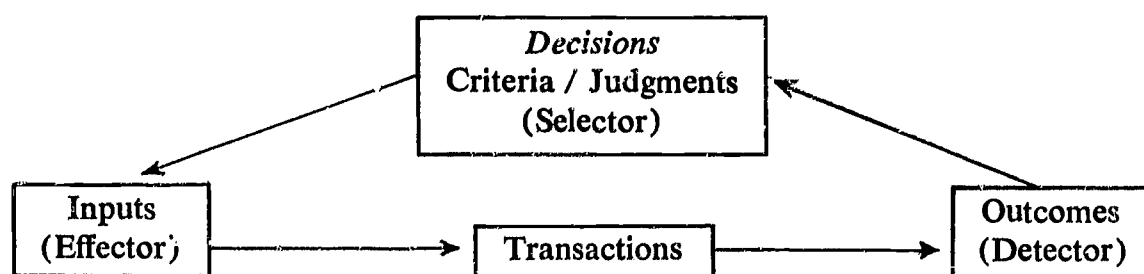 Decisions
Criteria / Judgments
(Selector)
Inputs
(Effector)
Transactions
Outcomes
(Detector)